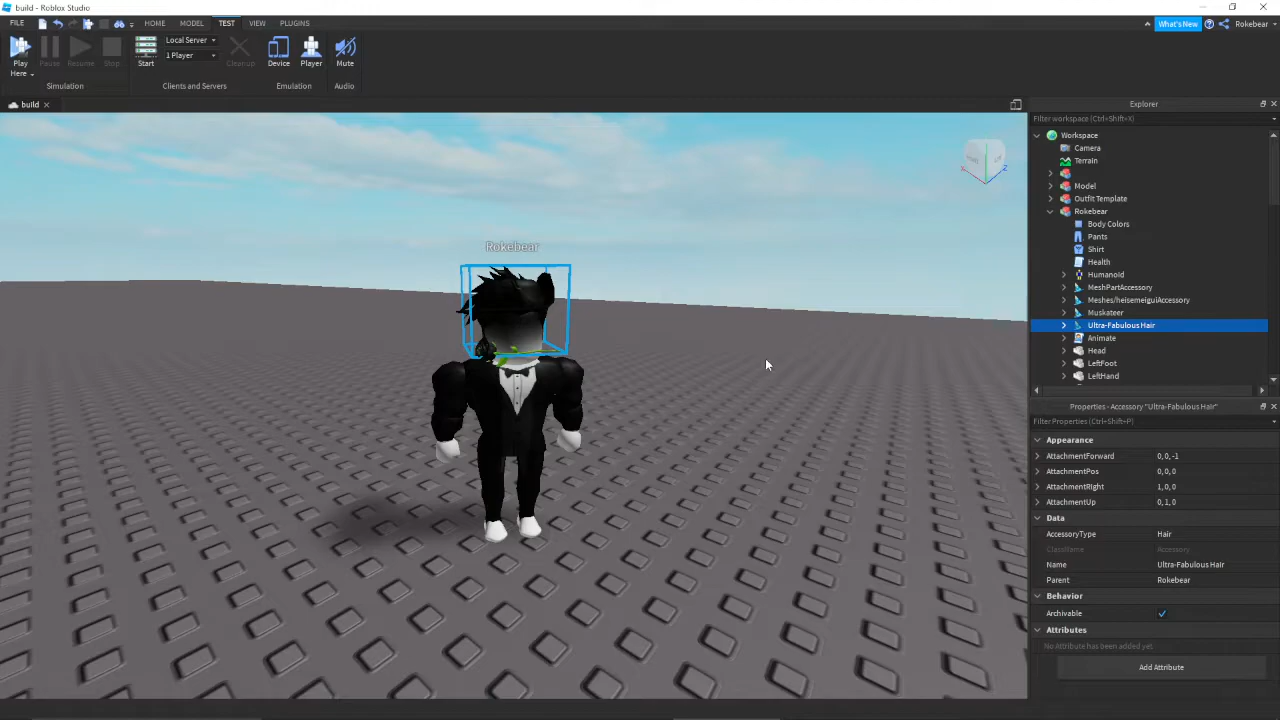 build - Roblox Studio
FILE HOME MODEL TEST VIEW PLUGINS What's New Rokebear
Play Here Pause Resume Stop
Simulation
Start Local Server 1 Player Cleanup
Clients and Servers
Device Player
Emulation
Mute
Audio
build
Rokebear
Explorer
Filter workspace (Ctrl+Shift+X)
Workspace
Camera
Terrain
Model
Outfit Template
Rokebear
Body Colors
Pants
Shirt
Health
Humanoid
MeshPartAccessory
Meshes/heisemeiguiAccessory
Muskateer
Ultra-Fabulous Hair
Animate
Head
LeftFoot
LeftHand
Properties - Accessory "Ultra-Fabulous Hair"
Filter Properties (Ctrl+Shift+P)
Appearance
AttachmentForward 0, 0, -1
AttachmentPos 0, 0, 0
AttachmentRight 1, 0, 0
AttachmentUp 0, 1, 0
Data
AccessoryType Hair
ClassName Accessory
Name Ultra-Fabulous Hair
Parent Rokebear
Behavior
Archivable
Attributes
No Attribute has been added yet
Add Attribute